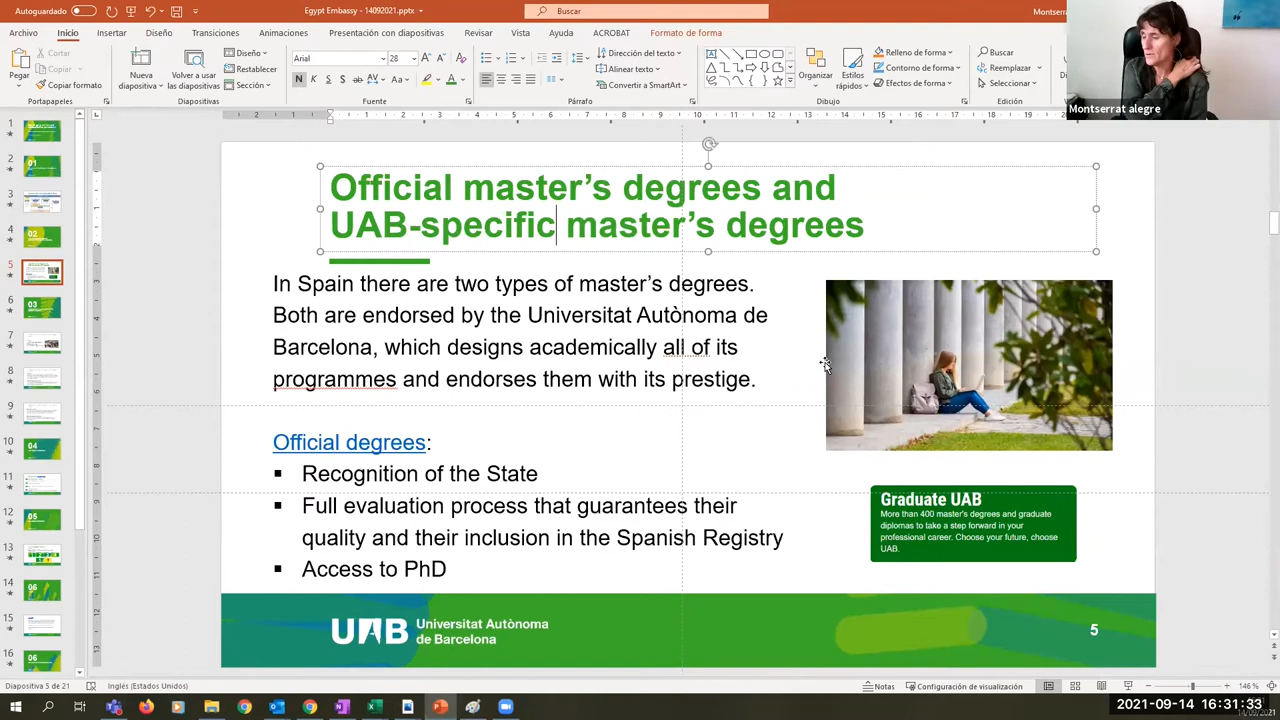 Autoguardado
Egypt Embassy - 14092021.pptx
Buscar
Archivo Inicio Insertar Diseño Transiciones Animaciones Presentación con diapositivas Revisar Vista Ayuda ACROBAT Formato de forma
Pegar
Cortar
Copiar
Copiar formato
Portapapeles
Nueva
diapositiva
Volver a usar
las diapositivas
Diseño
Restablecer
Sección
Diapositivas
Arial
28
Fuente
Dirección del texto
Alinear texto
Convertir a SmartArt
Párrafo
Organizar
Estilos
rápidos
Relleno de forma
Contorno de forma
Efectos de forma
Dibujo
Buscar
Reemplazar
Seleccionar
Edición
Montserrat alegre
Official master's degrees and
UAB-specific master's degrees
In Spain there are two types of master's degrees.
Both are endorsed by the Universitat Autònoma de
Barcelona, which designs academically all of its
programmes and endorses them with its prestige.
Official degrees:
▪ Recognition of the State
▪ Full evaluation process that guarantees their
quality and their inclusion in the Spanish Registry
▪ Access to PhD
Graduate UAB
More than 400 master's degrees and graduate
diplomas to take a step forward in your
professional career. Choose your future, choose
UAB.
UAB Universitat Autònoma
de Barcelona
5
Diapositiva 5 de 21
Inglés (Estados Unidos)
Notas
Configuración de visualización
146 %
2021-09-14 16:31:33